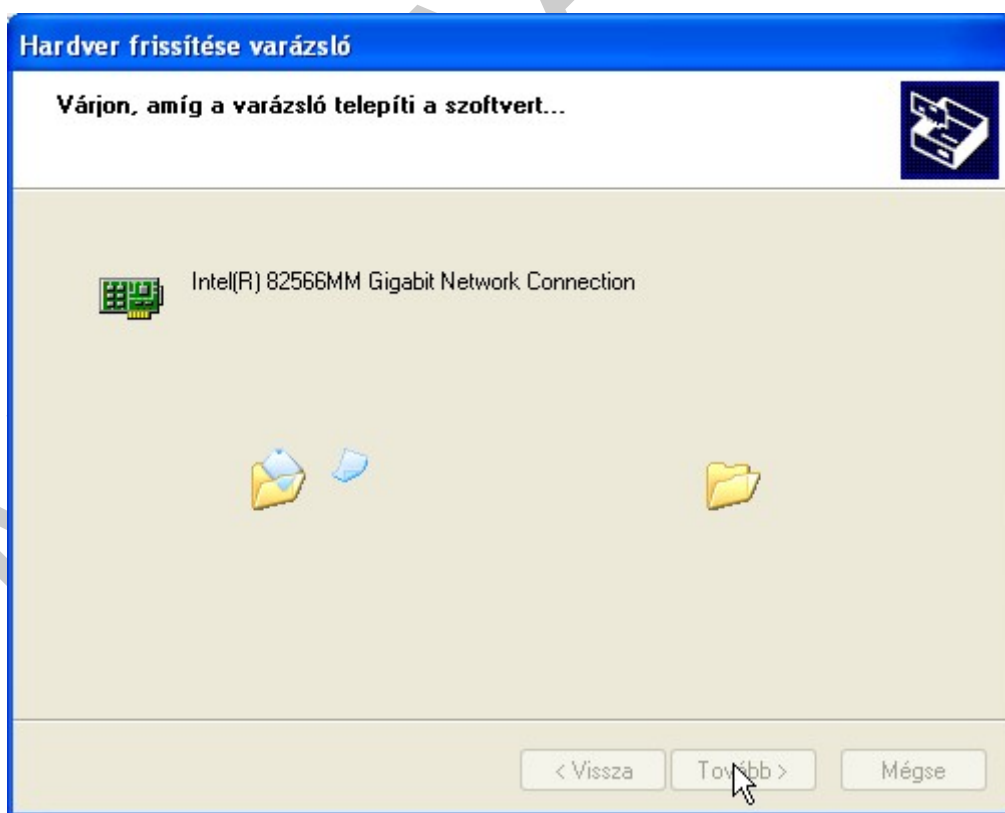 Hardver frissítése varázsló
Várjon, amíg a varázsló telepíti a szoftvert...
Intel(R) 82566MM Gigabit Network Connection
< Vissza
Tovább >
Mégse